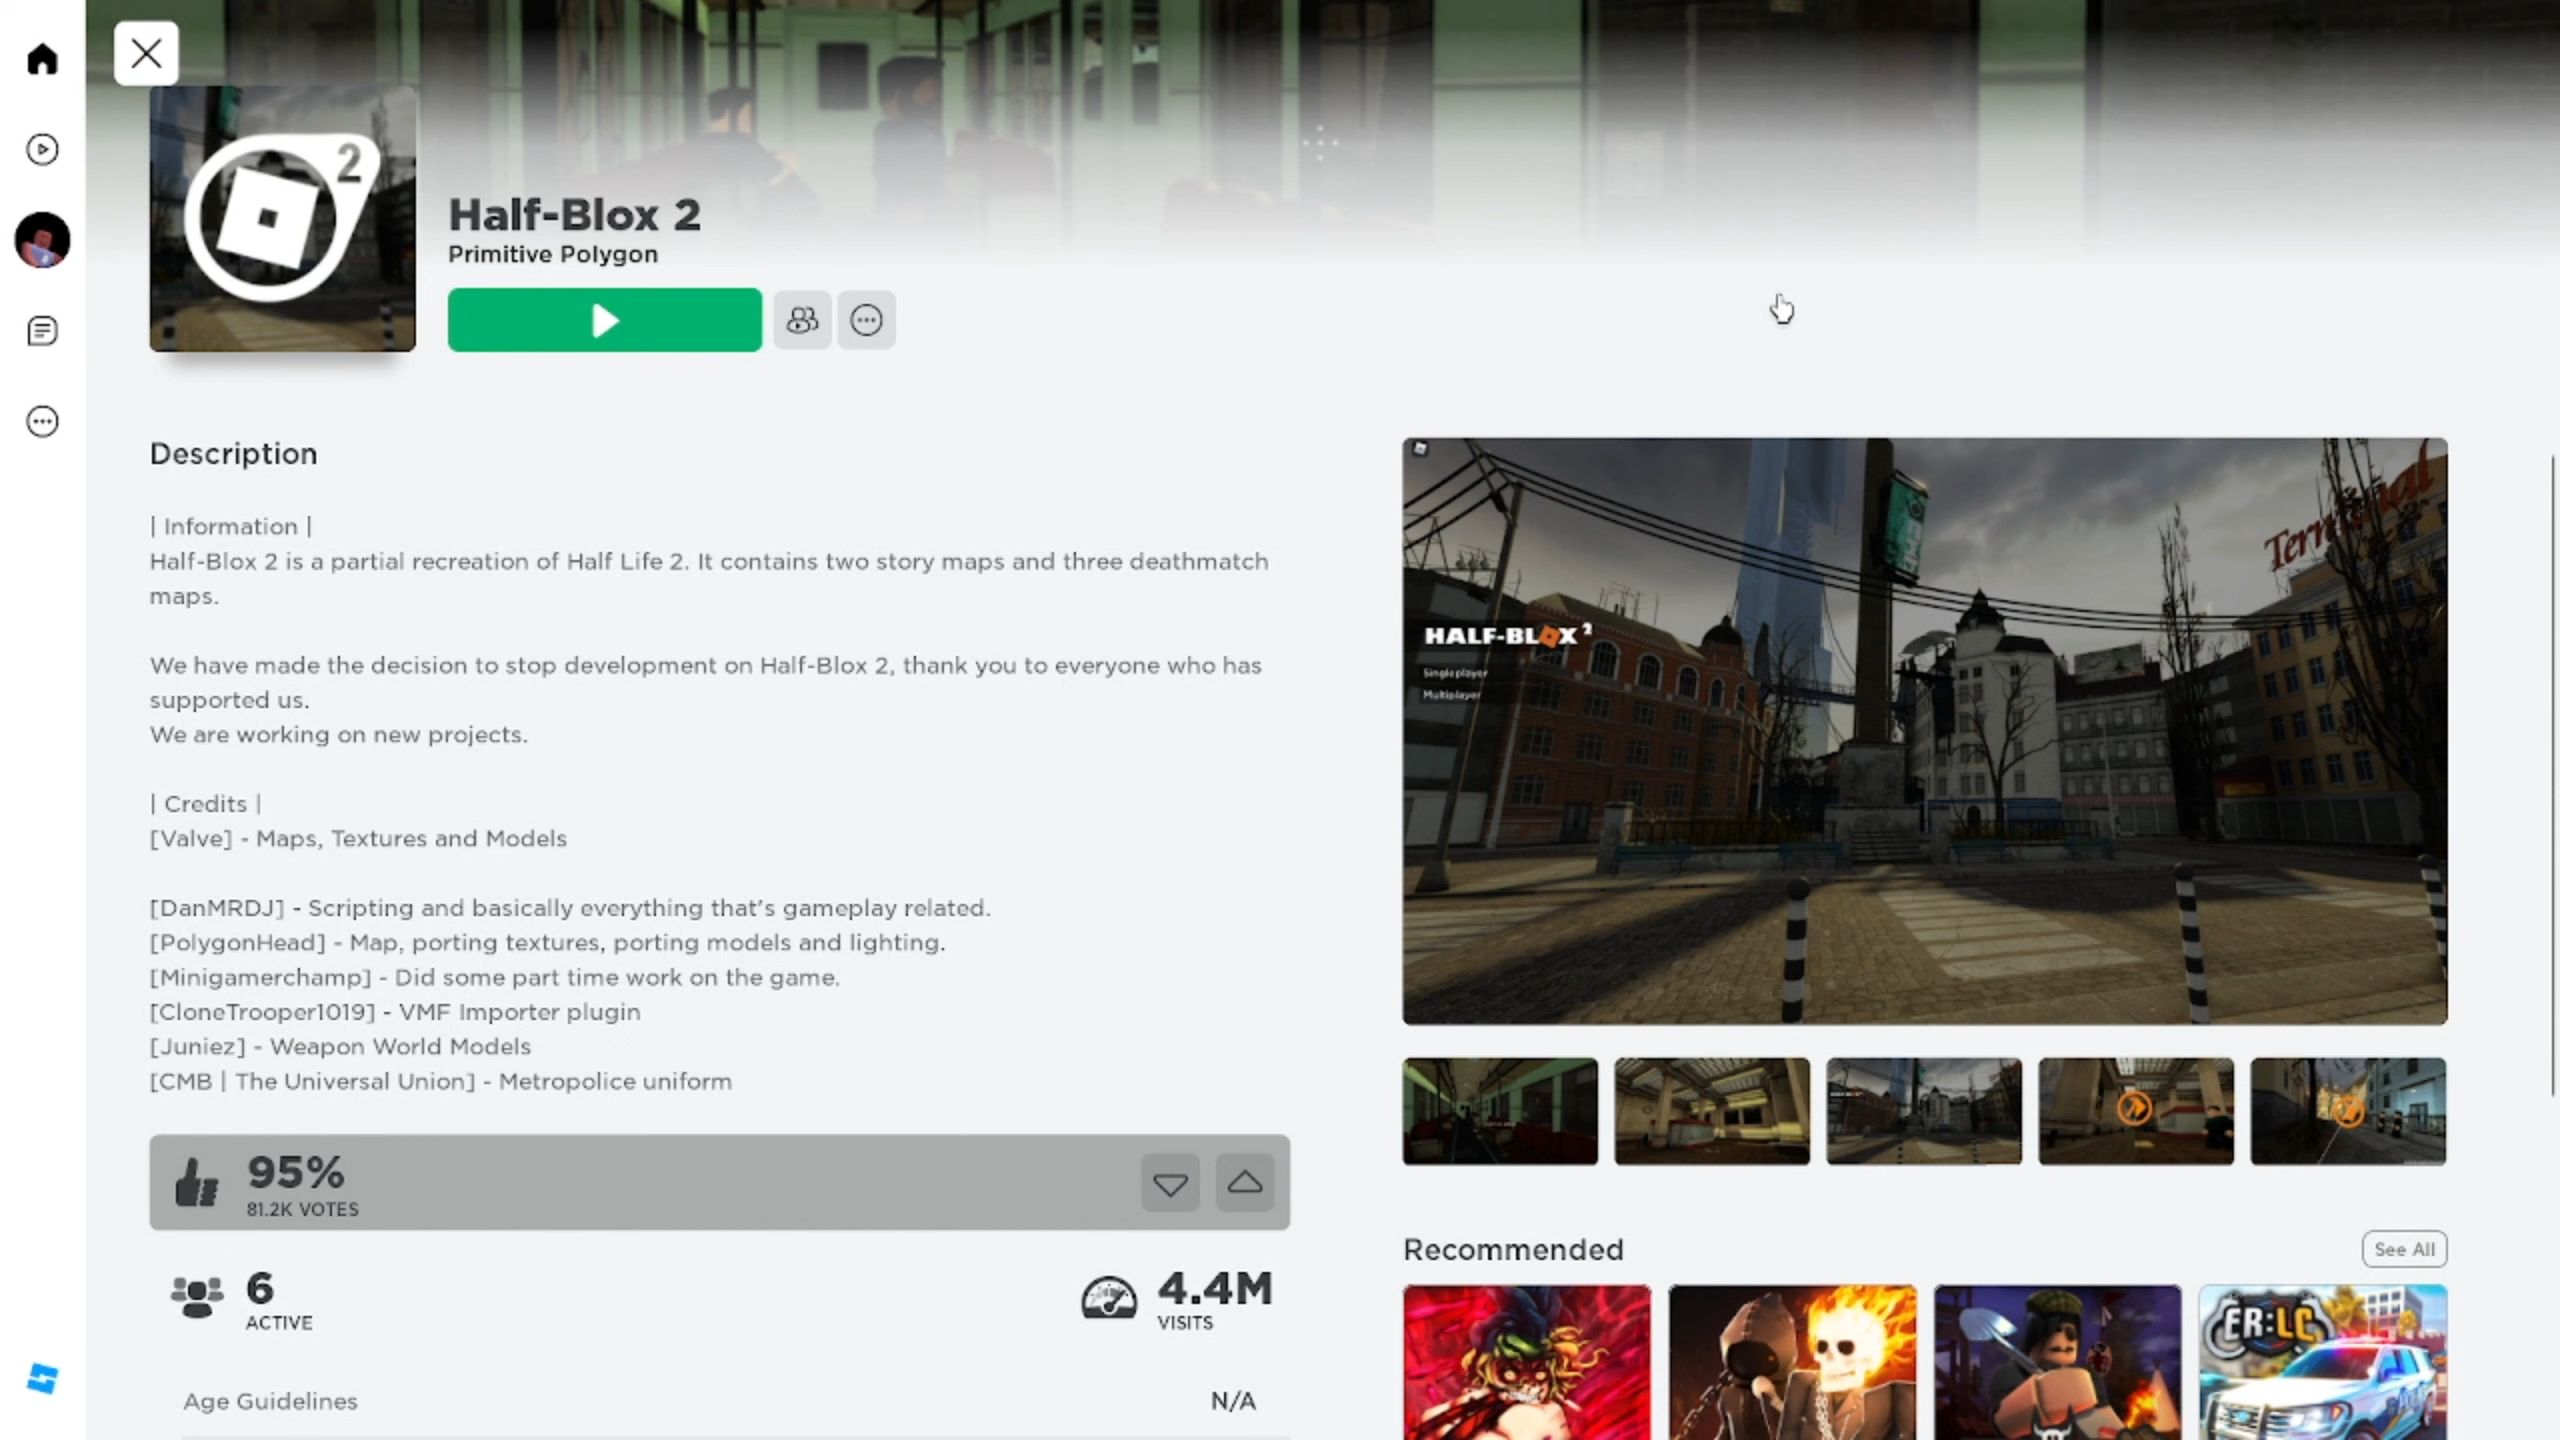 2
Half-Blox 2
Primitive Polygon
Description
| Information |
Half-Blox 2 is a partial recreation of Half Life 2. It contains two story maps and three deathmatch
maps.
We have made the decision to stop development on Half-Blox 2, thank you to everyone who has
supported us.
We are working on new projects.
| Credits |
[Valve] - Maps, Textures and Models
[DanMRDJ] - Scripting and basically everything that's gameplay related.
[PolygonHead] - Map, porting textures, porting models and lighting.
[Minigamerchamp] - Did some part time work on the game.
[CloneTrooper1019] - VMF Importer plugin
[Juniez] - Weapon World Models
[CMB | The Universal Union] - Metropolice uniform
95%
81.2K VOTES
6
ACTIVE
4.4M
VISITS
Age Guidelines
N/A
Terminal
HALF-BLOX 2
Singleplayer
Multiplayer
Recommended
See All
ER:LC